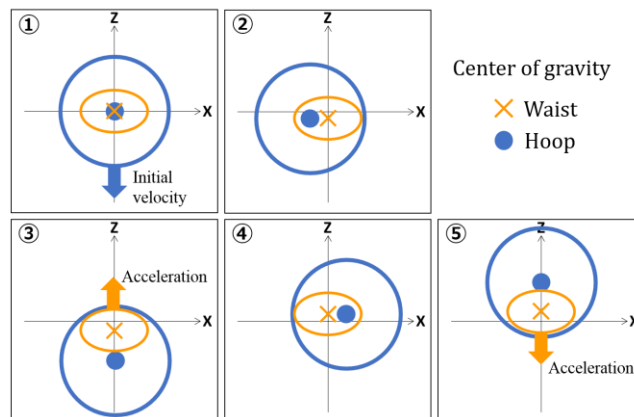 ①
Z
X
Initial
velocity
②
Z
X
Center of gravity
Waist
Hoop
③
Z
Acceleration
X
④
Z
X
⑤
Z
X
Acceleration